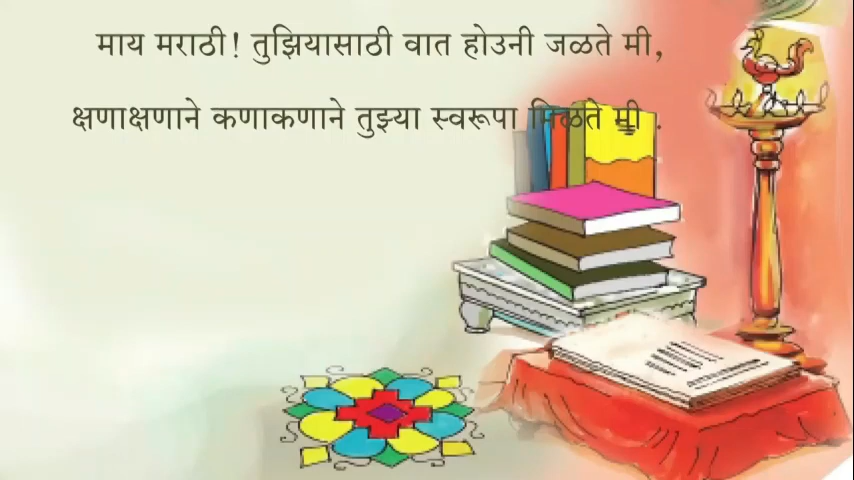 माय मराठी! तुझियासाठी वात होउनी जळते मी,
क्षणाक्षणाने कणाकणाने तुझ्या स्वरूपा मिळते मी .